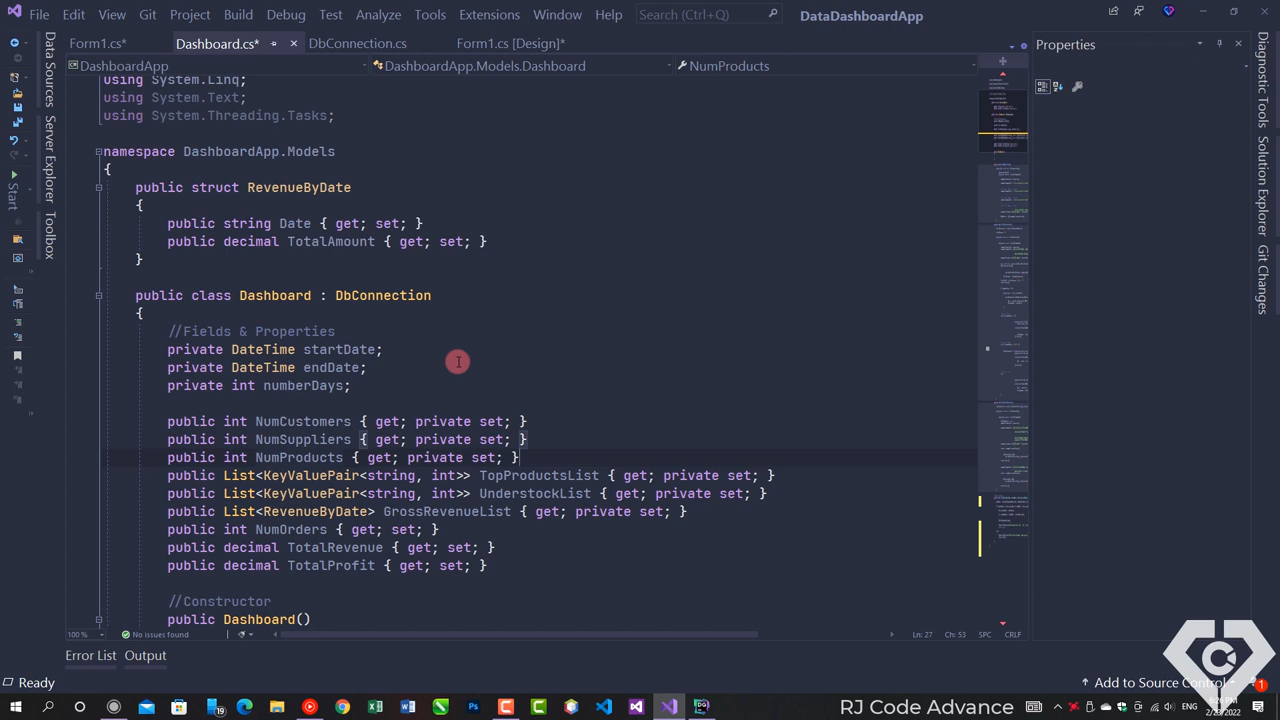 File Edit View Git Project Build Debug Test Analyze Tools Extensions Window Help Search (Ctrl+Q) DataDashboardApp
Form1.cs* Dashboard.cs* DbConnection.cs Form1.cs [Design]* Properties
DashboardApp DashboardApp.Models.Dashboard NumProducts
using System.Linq;
using System.Text;
using System.Threading.Tasks;
namespace DashboardApp.Models
public struct RevenueByDate
public string Date { get; set; }
public decimal TotalAmount { get; set; }
public class Dashboard : DbConnection
//Fields & Properties
private DateTime startDate;
private DateTime endDate;
private int numberDays;
public int NumCustomers { get; private set; }
public int NumSuppliers { get; private set; }
public int NumProducts { get; private set; }
public List<KeyValuePair<string, int>> TopProductsList { get; private set; }
public List<KeyValuePair<string, int>> UnderstockList { get; private set; }
public List<RevenueByDate> GrossRevenueList { get; private set; }
public int NumOrders { get; set; }
public decimal TotalRevenue { get; set; }
public decimal TotalProfit { get; set; }
//Constructor
public Dashboard()
100 % No issues found Ln: 27 Ch: 53 SPC CRLF
Error List Output
Ready Add to Source Control 1
RJ Code Advance
Data Sources
Server Explorer
Toolbox
Start
Diagnostic Tools
Solution Explorer
Git Changes